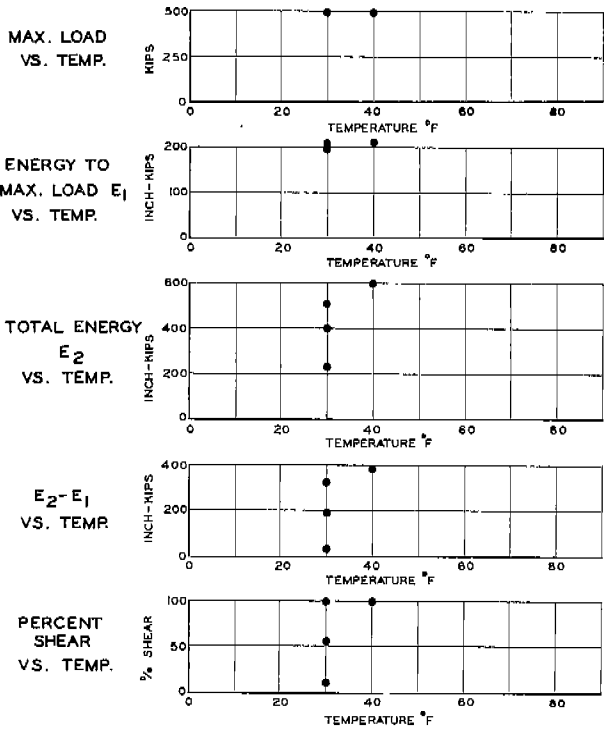 MAX. LOAD
VS. TEMP.
KIPS
500
250
0
0 20 40 60 80
TEMPERATURE °F
ENERGY TO
MAX. LOAD E1
VS. TEMP.
INCH-KIPS
200
100
0
0 20 40 60 80
TEMPERATURE °F
TOTAL ENERGY
E2
VS. TEMP.
INCH-KIPS
600
400
200
0
0 20 40 60 80
TEMPERATURE °F
E2-E1
VS. TEMP.
INCH-KIPS
400
200
0
0 20 40 60 80
TEMPERATURE °F
PERCENT
SHEAR
VS. TEMP.
% SHEAR
100
50
0
0 20 40 60 80
TEMPERATURE °F